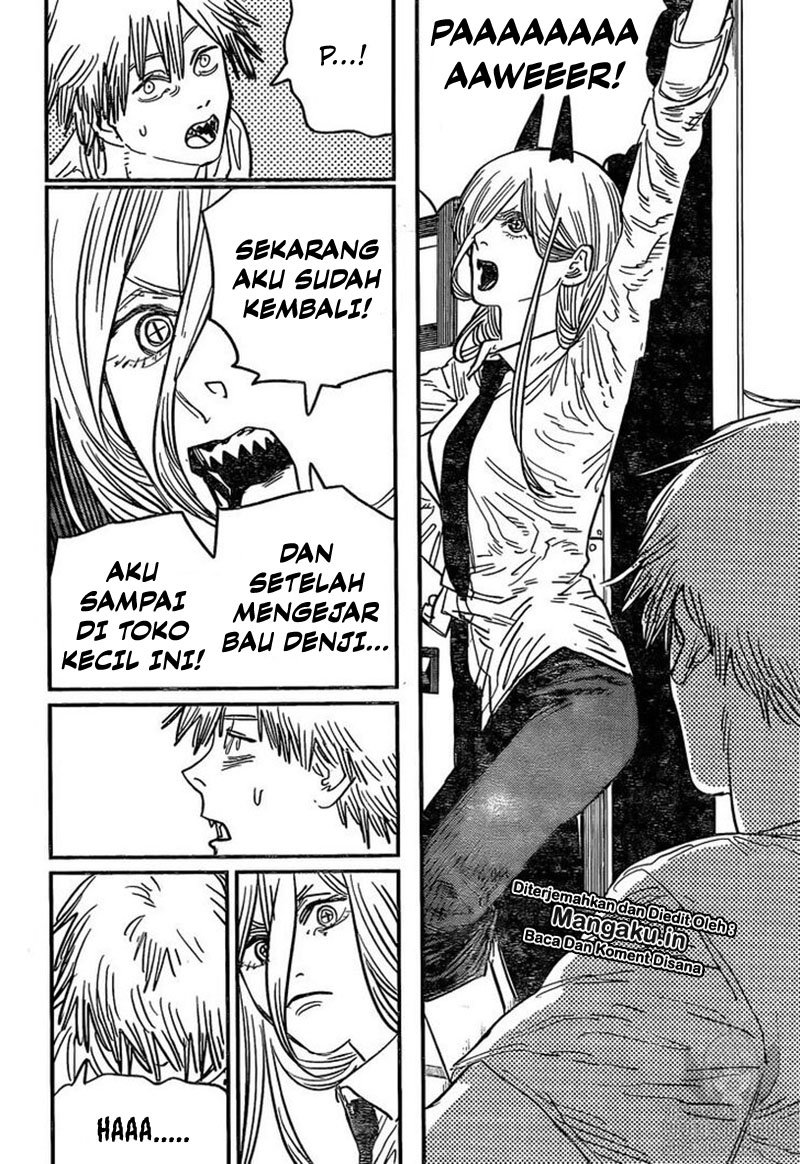 PAAAAAAAA
AAWEEER!
P...!
SEKARANG
AKU SUDAH
KEMBALI!
DAN
SETELAH
MENGEJAR
BAU DENJI...
AKU
SAMPAI
DI TOKO
KECIL INI!
HAAA.....
Diterjemahkan dan Diedit Oleh :
Mangaku.in
Baca Dan Koment Disana